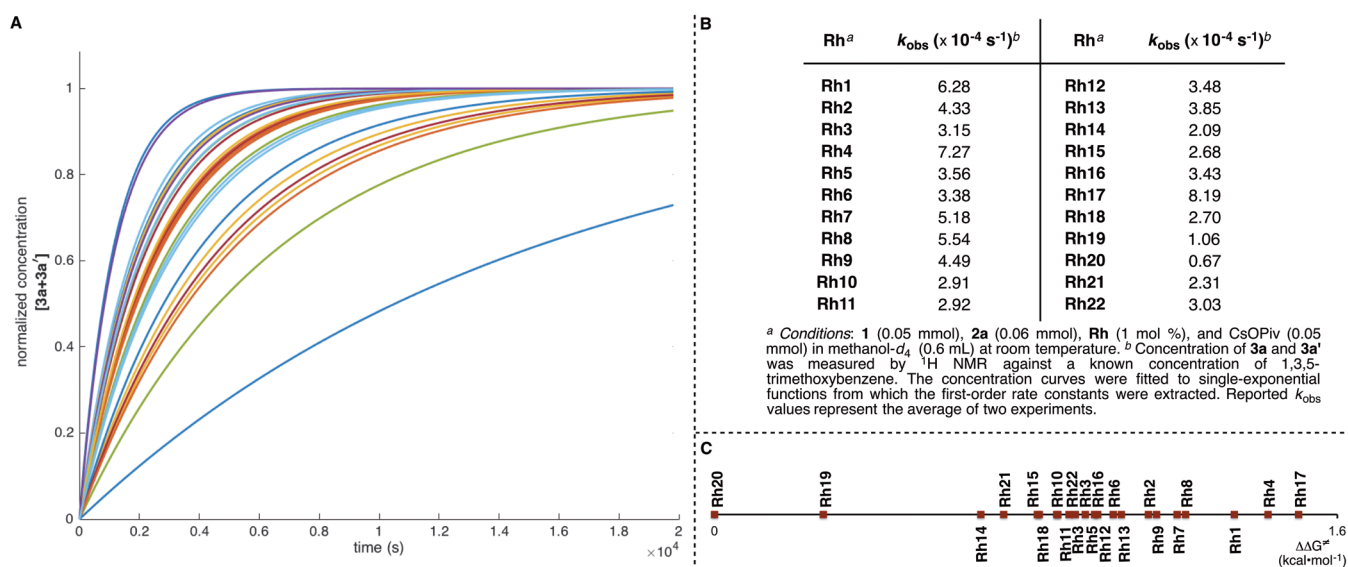 A
normalized concentration
[3a+3a′]
1
0.8
0.6
0.4
0.2
0
0 0.2 0.4 0.6 0.8 1 1.2 1.4 1.6 1.8 2
time (s)
×10⁴
B
Rhᵃ k_obs (x 10⁻⁴ s⁻¹)ᵇ Rhᵃ k_obs (x 10⁻⁴ s⁻¹)ᵇ
Rh1 6.28 Rh12 3.48
Rh2 4.33 Rh13 3.85
Rh3 3.15 Rh14 2.09
Rh4 7.27 Rh15 2.68
Rh5 3.56 Rh16 3.43
Rh6 3.38 Rh17 8.19
Rh7 5.18 Rh18 2.70
Rh8 5.54 Rh19 1.06
Rh9 4.49 Rh20 0.67
Rh10 2.91 Rh21 2.31
Rh11 2.92 Rh22 3.03
ᵃ Conditions: 1 (0.05 mmol), 2a (0.06 mmol), Rh (1 mol %), and CsOPiv (0.05
mmol) in methanol-d₄ (0.6 mL) at room temperature. ᵇ Concentration of 3a and 3a'
was measured by ¹H NMR against a known concentration of 1,3,5-
trimethoxybenzene. The concentration curves were fitted to single-exponential
functions from which the first-order rate constants were extracted. Reported k_obs
values represent the average of two experiments.
C
Rh20 Rh19 Rh21 Rh15 Rh10 Rh22 Rh3 Rh16 Rh6 Rh2 Rh8 Rh4 Rh17
Rh14 Rh18 Rh11 Rh3 Rh5 Rh12 Rh13 Rh9 Rh7 Rh1
0 1.6
ΔΔG≠
(kcal•mol⁻¹)